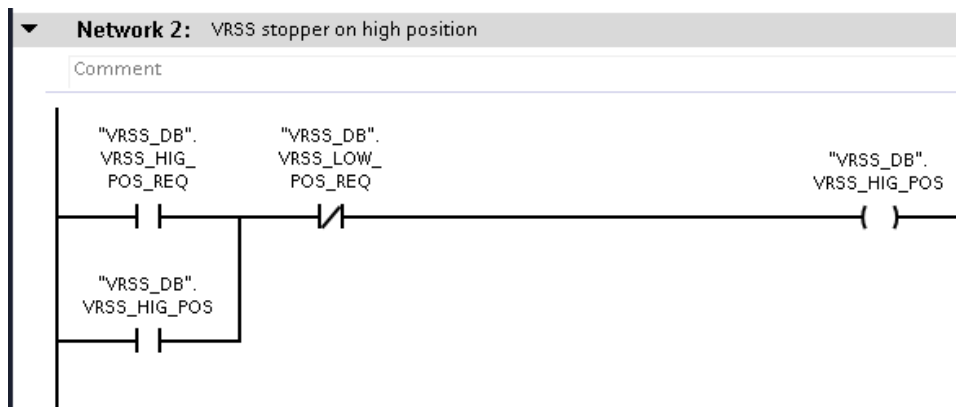 Network 2: VRSS stopper on high position
Comment
"VRSS_DB".
VRSS_HIG_
POS_REQ
"VRSS_DB".
VRSS_LOW_
POS_REQ
"VRSS_DB".
VRSS_HIG_POS
"VRSS_DB".
VRSS_HIG_POS